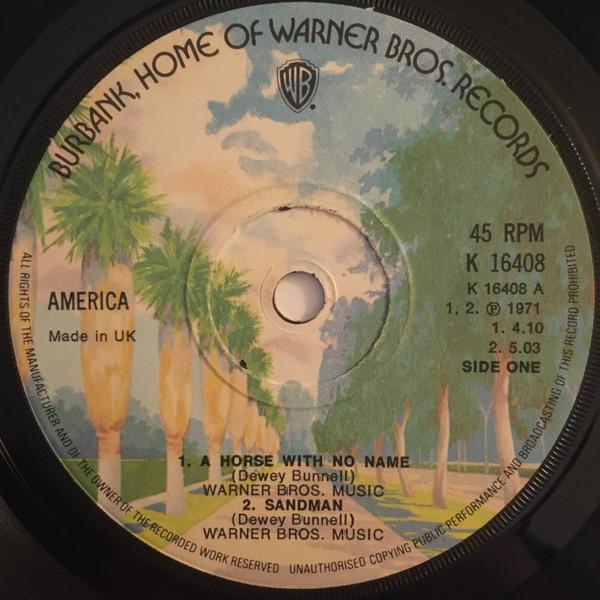 BURBANK, HOME OF WARNER BROS. RECORDS
WB
45 RPM
K 16408
K 16408 A
1, 2. ℗ 1971
1. 4.10
2. 5.03
SIDE ONE
AMERICA
Made in UK
1. A HORSE WITH NO NAME
(Dewey Bunnell)
WARNER BROS. MUSIC
2. SANDMAN
(Dewey Bunnell)
WARNER BROS. MUSIC
ALL RIGHTS OF THE MANUFACTURER AND OF THE OWNER OF THE RECORDED WORK RESERVED UNAUTHORISED COPYING PUBLIC PERFORMANCE AND BROADCASTING OF THIS RECORD PROHIBITED